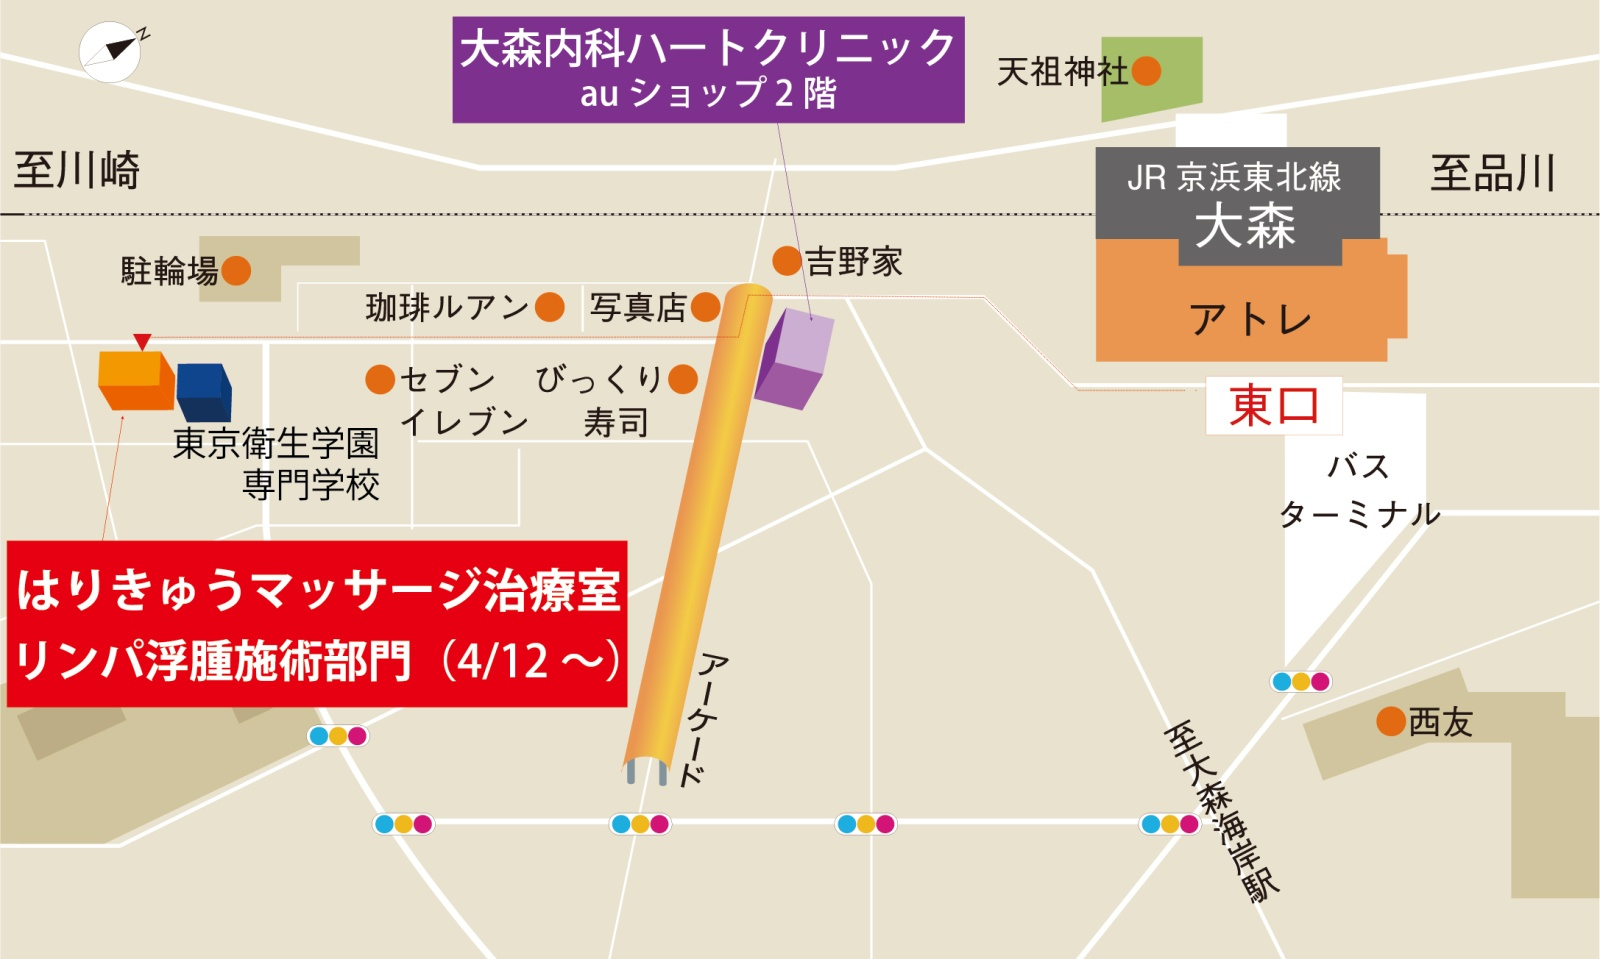 N
大森内科ハートクリニック
au ショップ 2 階
天祖神社
至川崎
JR 京浜東北線
大森
至品川
駐輪場
吉野家
珈琲ルアン
写真店
アトレ
セブン
イレブン
びっくり
寿司
東口
東京衛生学園
専門学校
バス
ターミナル
はりきゅうマッサージ治療室
リンパ浮腫施術部門（4/12 ～）
アーケード
西友
至大森海岸駅